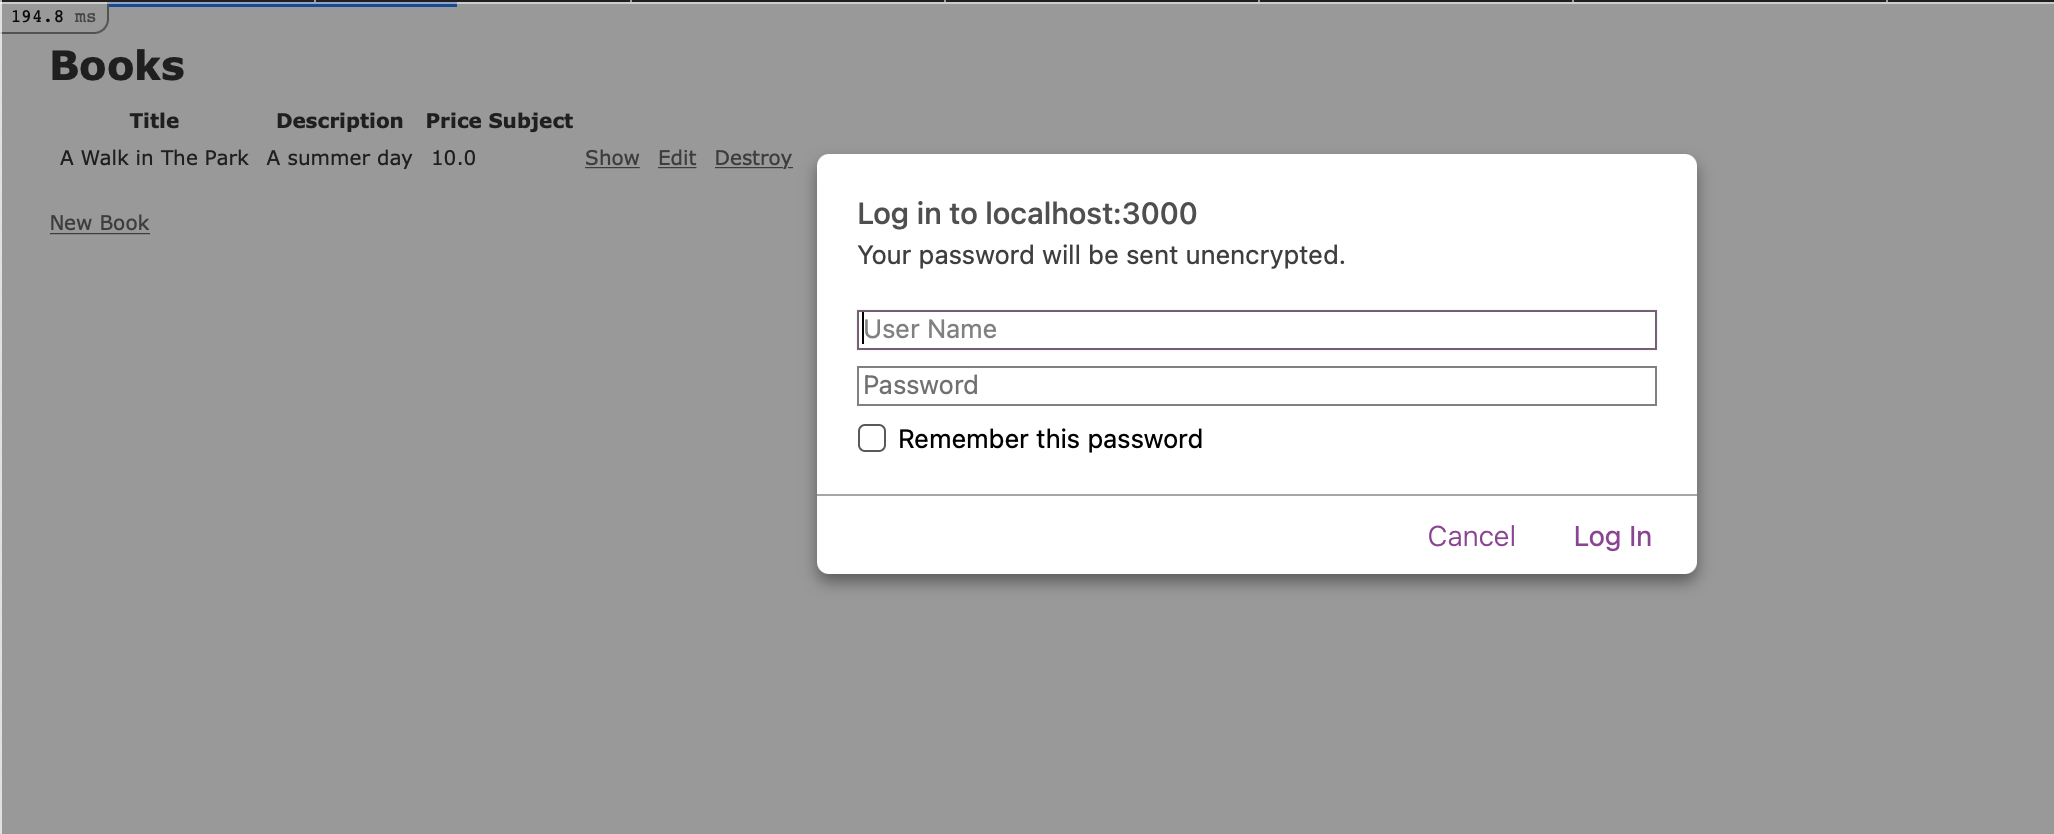 194.8 ms
Books
Title Description Price Subject
A Walk in The Park A summer day 10.0 Show Edit Destroy
New Book
Log in to localhost:3000
Your password will be sent unencrypted.
User Name
Password
Remember this password
Cancel Log In